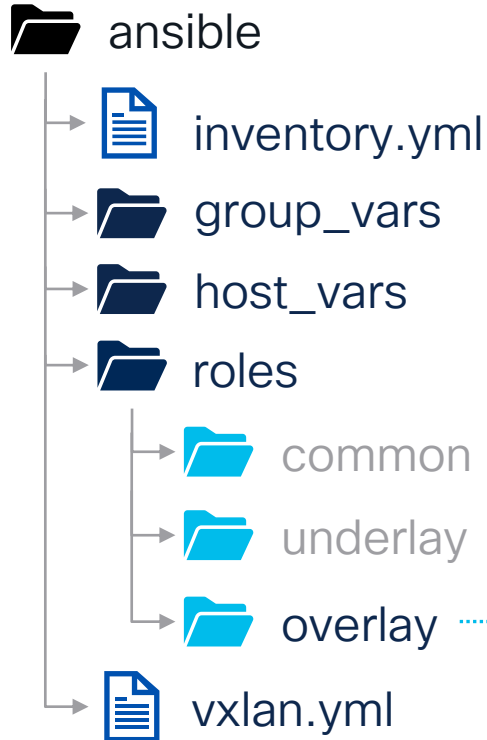 ansible
inventory.yml
group_vars
host_vars
roles
common
underlay
overlay
vxlan.yml